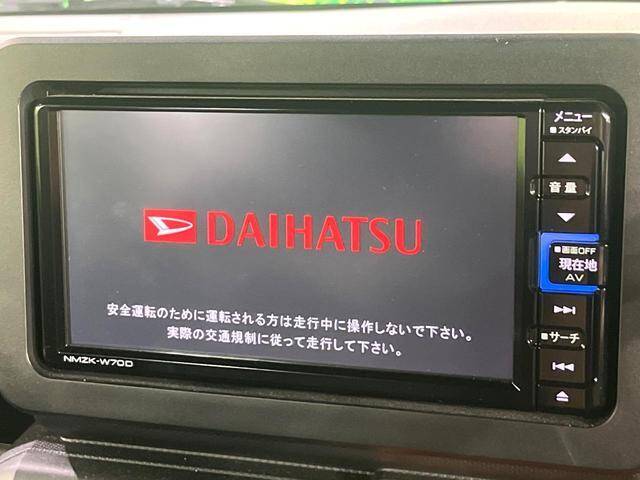 DAIHATSU
安全運転のために運転される方は走行中に操作しないで下さい。
実際の交通規制に従って走行して下さい。
NMZK-W70D
メニュー
スタンバイ
音量
画面OFF
現在地
AV
サーチ